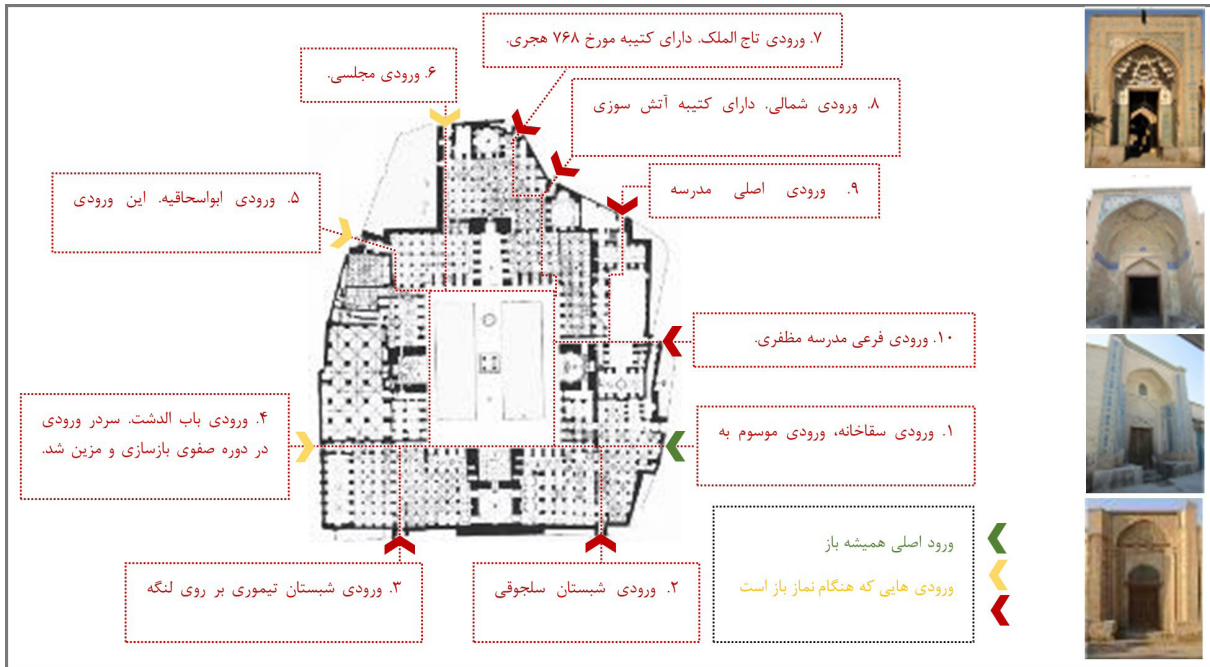 ۷. ورودی تاج الملک. دارای کتیبه مورخ ۷۶۸ هجری.
۶. ورودی مجلسی.
۸. ورودی شمالی. دارای کتیبه آتش سوزی
۹. ورودی اصلی مدرسه
۵. ورودی ابواسحاقیه. این ورودی
۱۰. ورودی فرعی مدرسه مظفری.
۱. ورودی سقاخانه، ورودی موسوم به
۴. ورودی باب الدشت. سردر ورودی
در دوره صفوی بازسازی و مزین شد.
۲. ورودی شبستان سلجوقی
۳. ورودی شبستان تیموری بر روی لنگه
ورود اصلی همیشه باز
ورودی هایی که هنگام نماز باز است